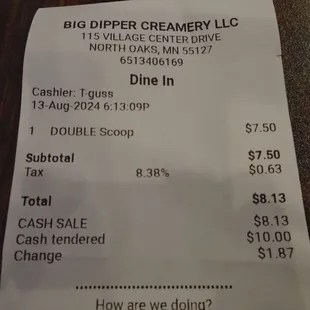 BIG DIPPER CREAMERY LLC
115 VILLAGE CENTER DRIVE
NORTH OAKS, MN 55127
6513406169
Dine In
Cashier: T-guss
13-Aug-2024 6:13:09P
1 DOUBLE Scoop $7.50
Subtotal $7.50
Tax 8.38% $0.63
Total $8.13
CASH SALE $8.13
Cash tendered $10.00
Change $1.87
How are we doing?